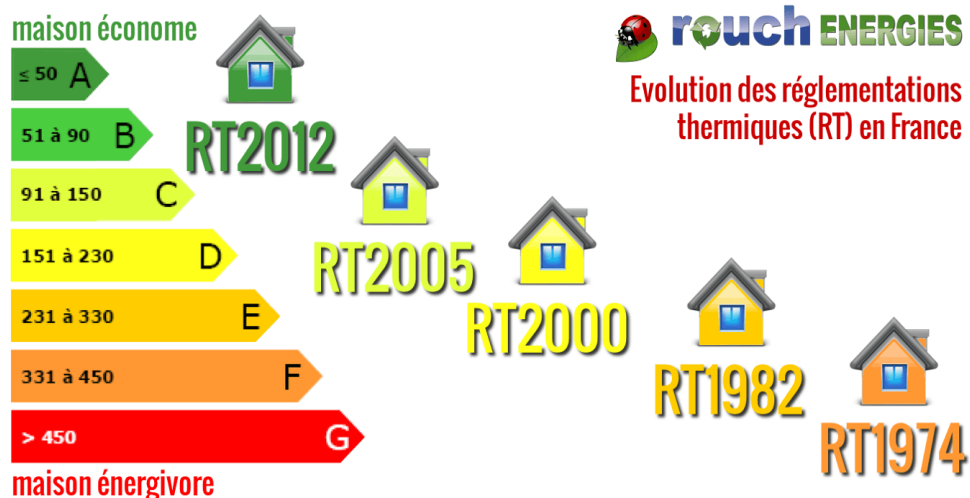 maison économe
≤ 50 A
51 à 90 B
91 à 150 C
151 à 230 D
231 à 330 E
331 à 450 F
> 450 G
maison énergivore
RT2012
RT2005
RT2000
RT1982
RT1974
rouch ENERGIES
Evolution des réglementations
thermiques (RT) en France